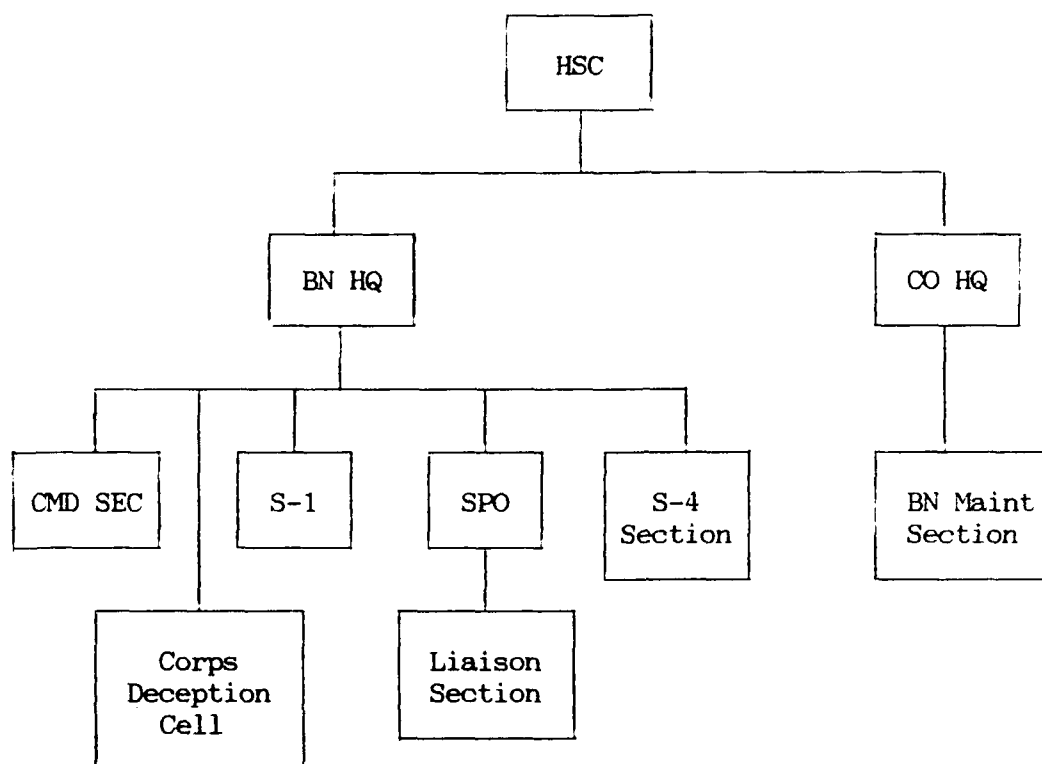 HSC
BN HQ
CO HQ
CMD SEC
S-1
SPO
S-4
Section
BN Maint
Section
Corps
Deception
Cell
Liaison
Section